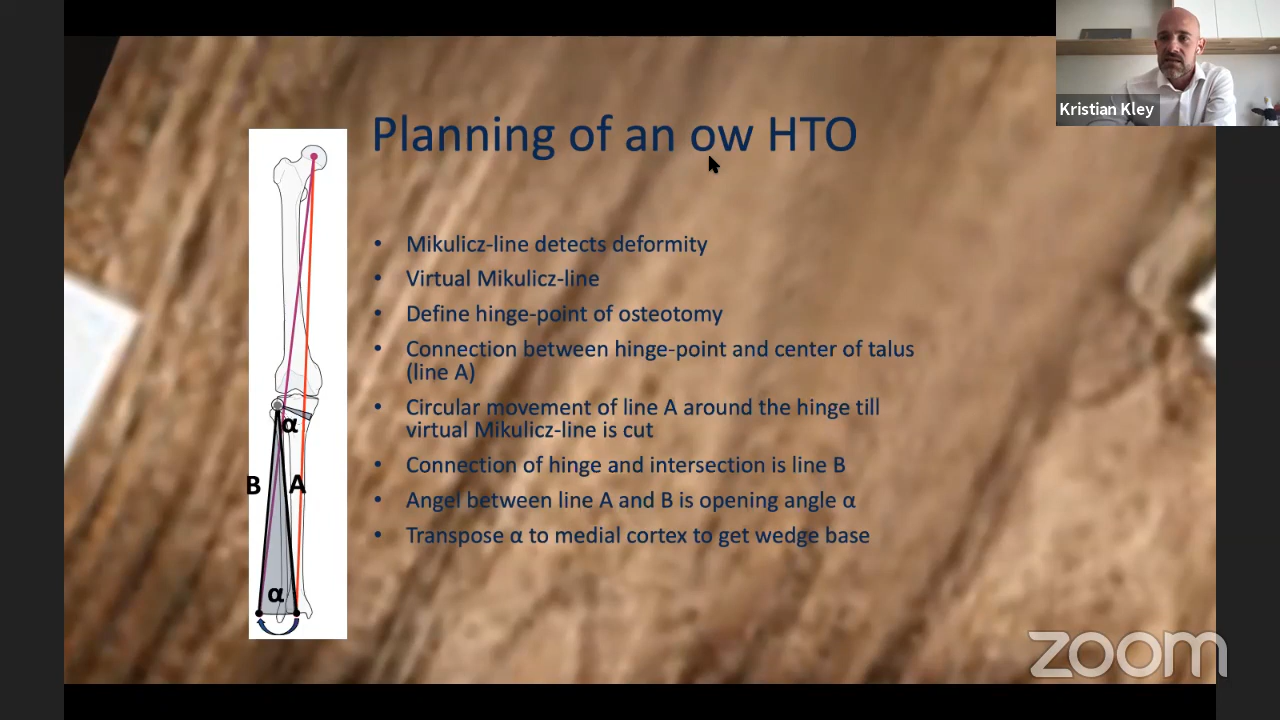 Kristian Kley
Planning of an ow HTO
• Mikulicz-line detects deformity
• Virtual Mikulicz-line
• Define hinge-point of osteotomy
• Connection between hinge-point and center of talus
(line A)
• Circular movement of line A around the hinge till
virtual Mikulicz-line is cut
• Connection of hinge and intersection is line B
• Angel between line A and B is opening angle α
• Transpose α to medial cortex to get wedge base
α
B A
α
zoom